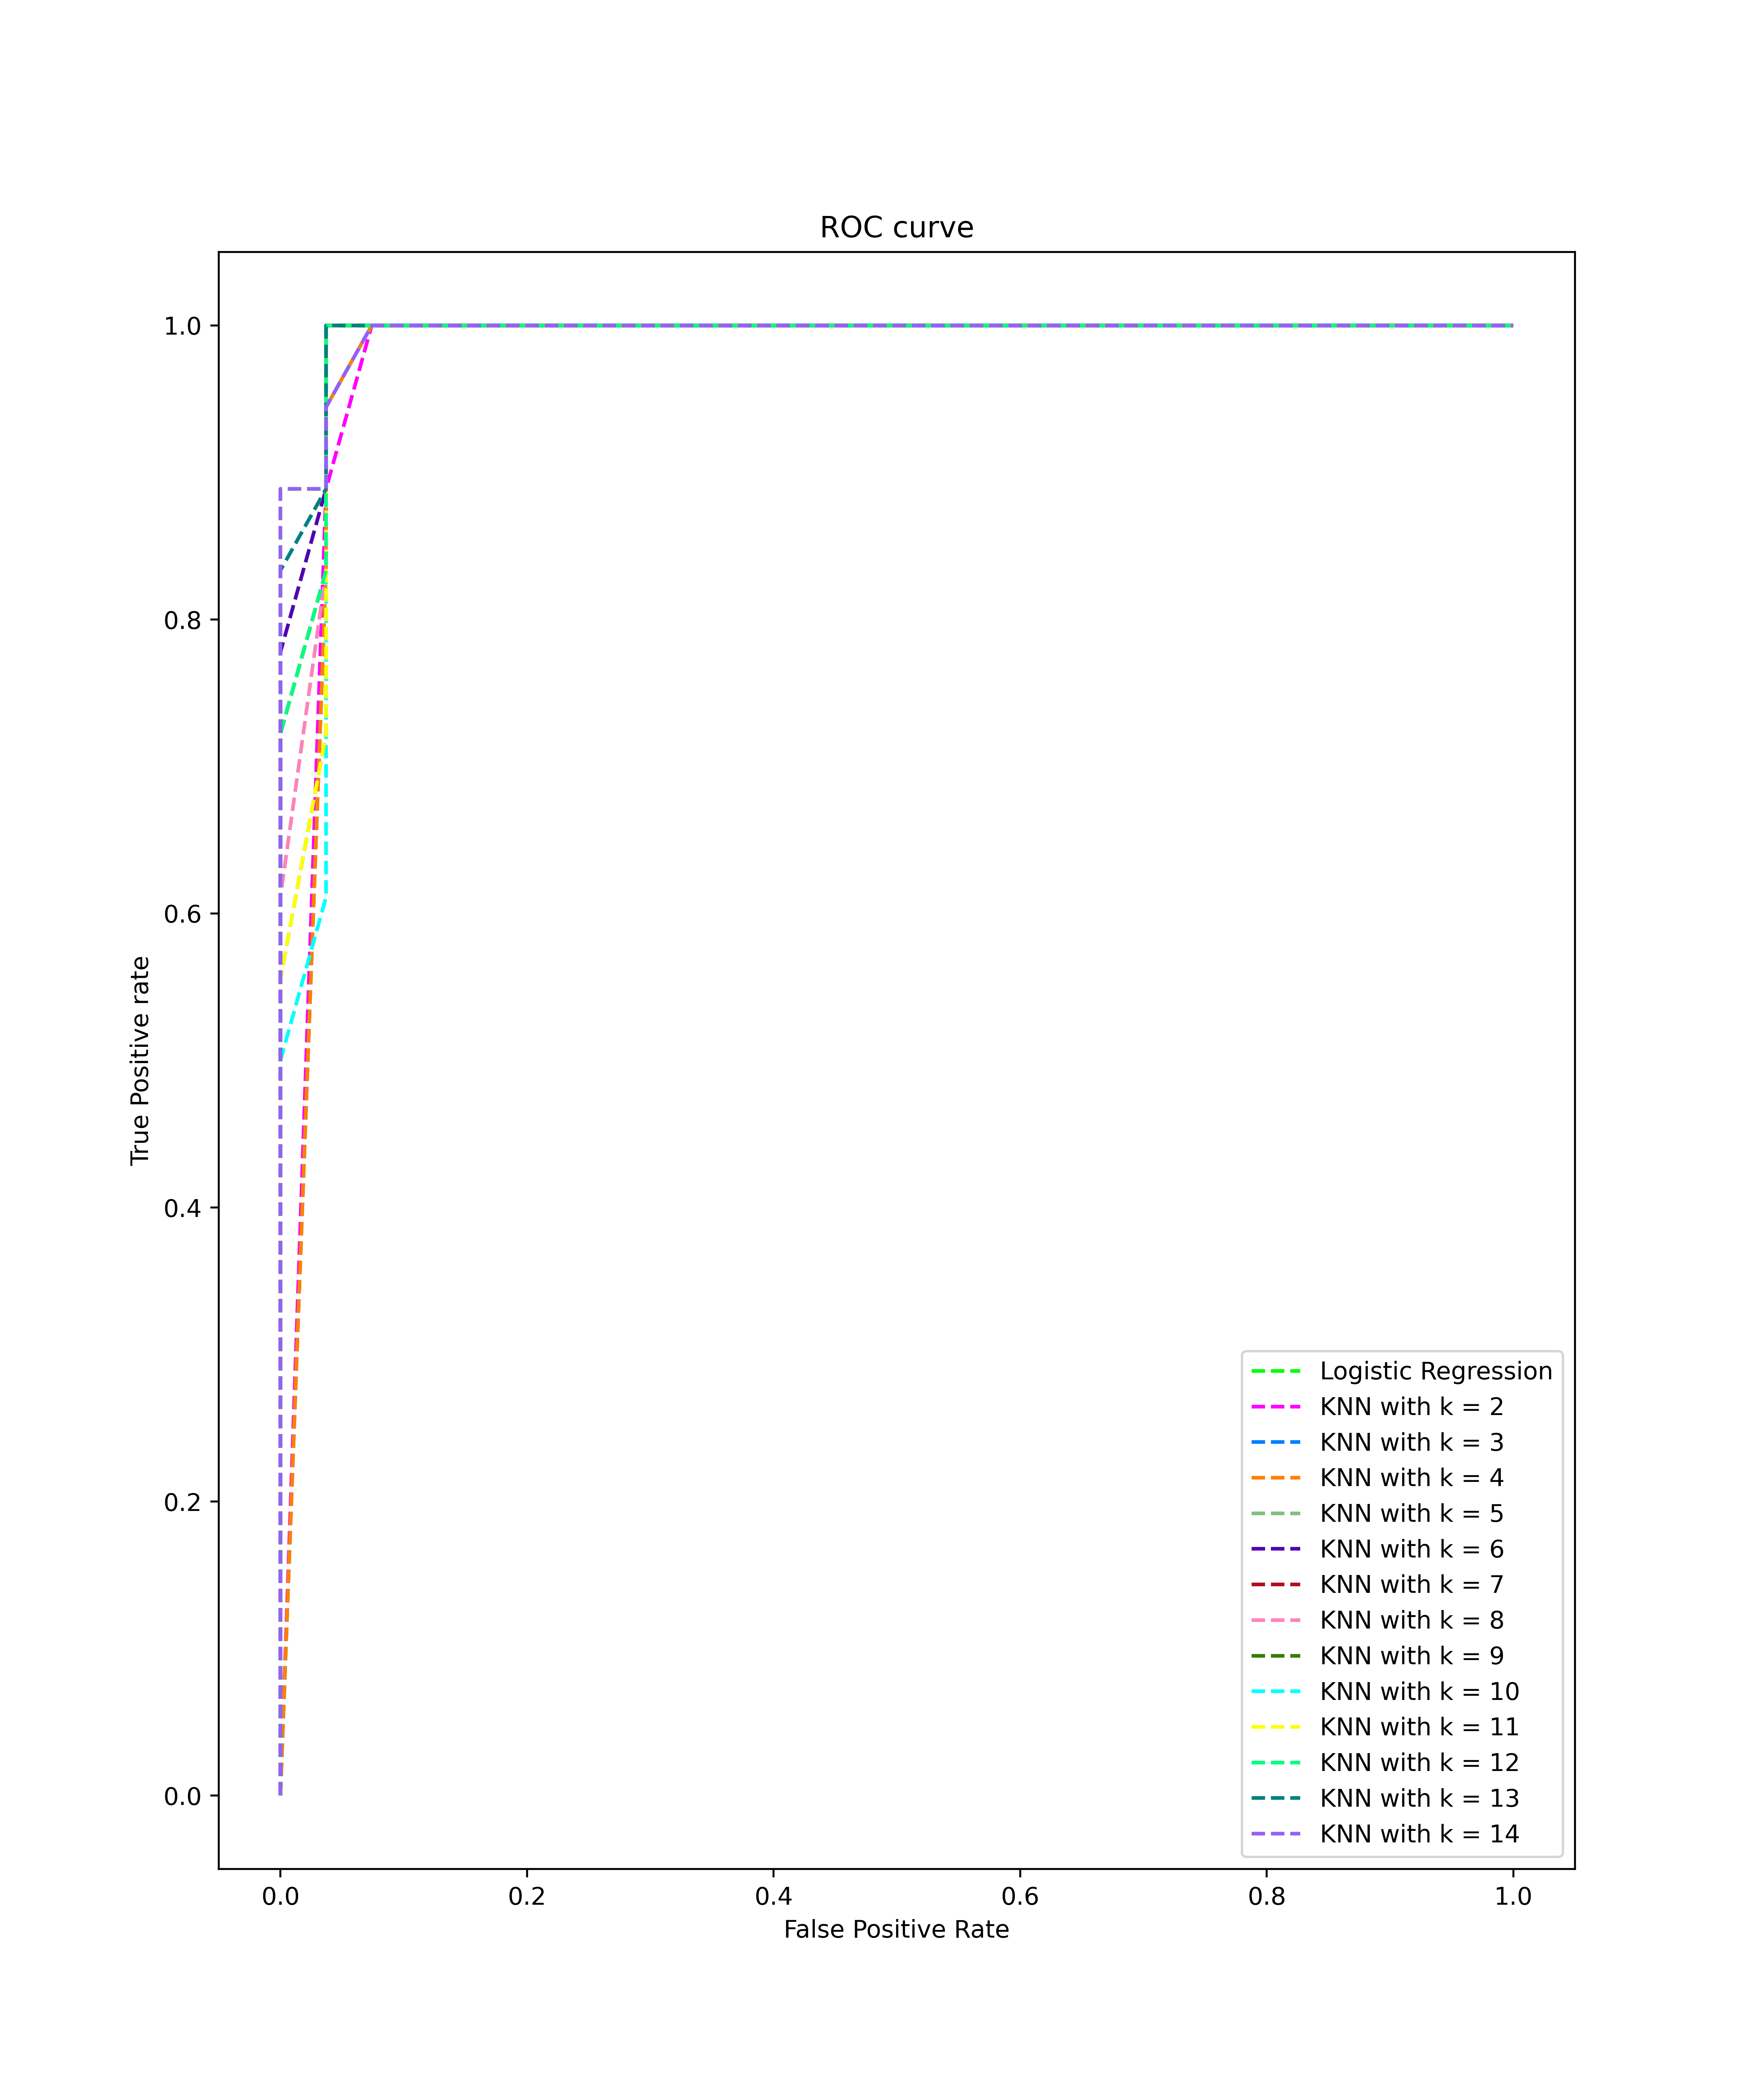 ROC curve
1.0
0.8
0.6
0.4
0.2
0.0
True Positive rate
0.0 0.2 0.4 0.6 0.8 1.0
False Positive Rate
Logistic Regression
KNN with k = 2
KNN with k = 3
KNN with k = 4
KNN with k = 5
KNN with k = 6
KNN with k = 7
KNN with k = 8
KNN with k = 9
KNN with k = 10
KNN with k = 11
KNN with k = 12
KNN with k = 13
KNN with k = 14